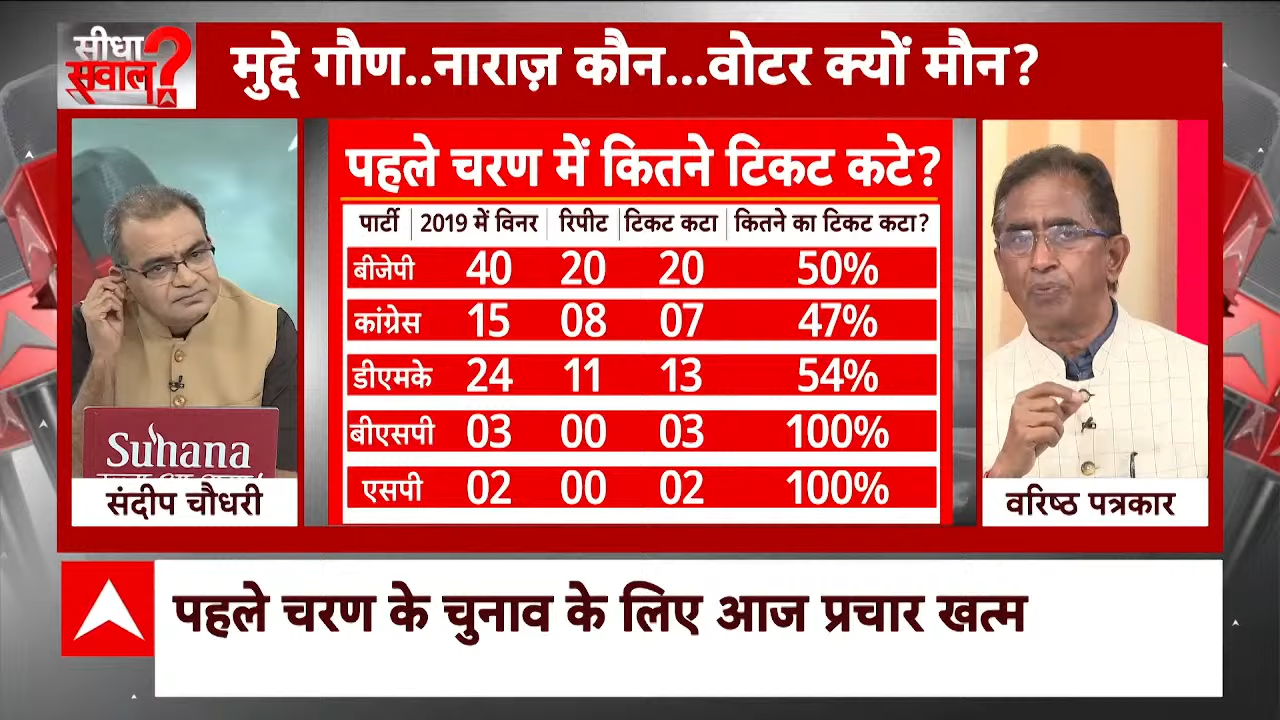 सीधा
सवाल?
मुद्दे गौण..नाराज़ कौन...वोटर क्यों मौन?
पहले चरण में कितने टिकट कटे?
पार्टी 2019 में विनर रिपीट टिकट कटा कितने का टिकट कटा?
बीजेपी 40 20 20 50%
कांग्रेस 15 08 07 47%
डीएमके 24 11 13 54%
बीएसपी 03 00 03 100%
एसपी 02 00 02 100%
Suhana
संदीप चौधरी
वरिष्ठ पत्रकार
पहले चरण के चुनाव के लिए आज प्रचार खत्म